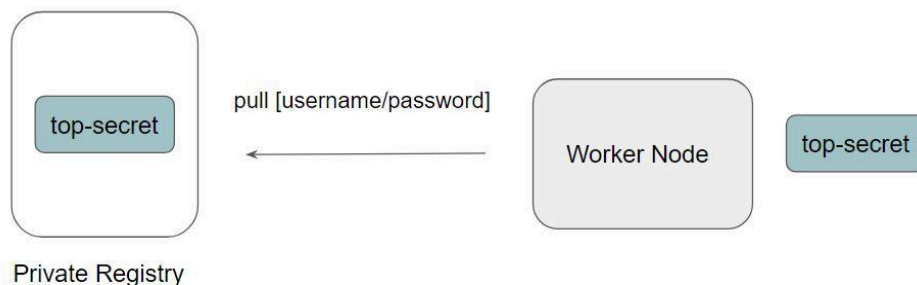 pull [username/password]
top-secret
Worker Node
top-secret
Private Registry